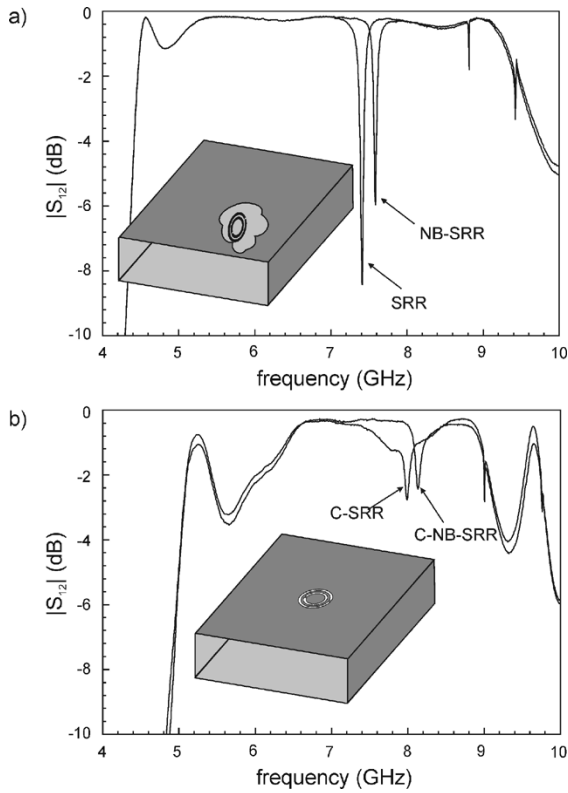 a)
0
-2
-4
-6
-8
-10
|S₁₂| (dB)
NB-SRR
SRR
4 5 6 7 8 9 10
frequency (GHz)
b)
0
-2
-4
-6
-8
-10
|S₁₂| (dB)
C-SRR
C-NB-SRR
4 5 6 7 8 9 10
frequency (GHz)